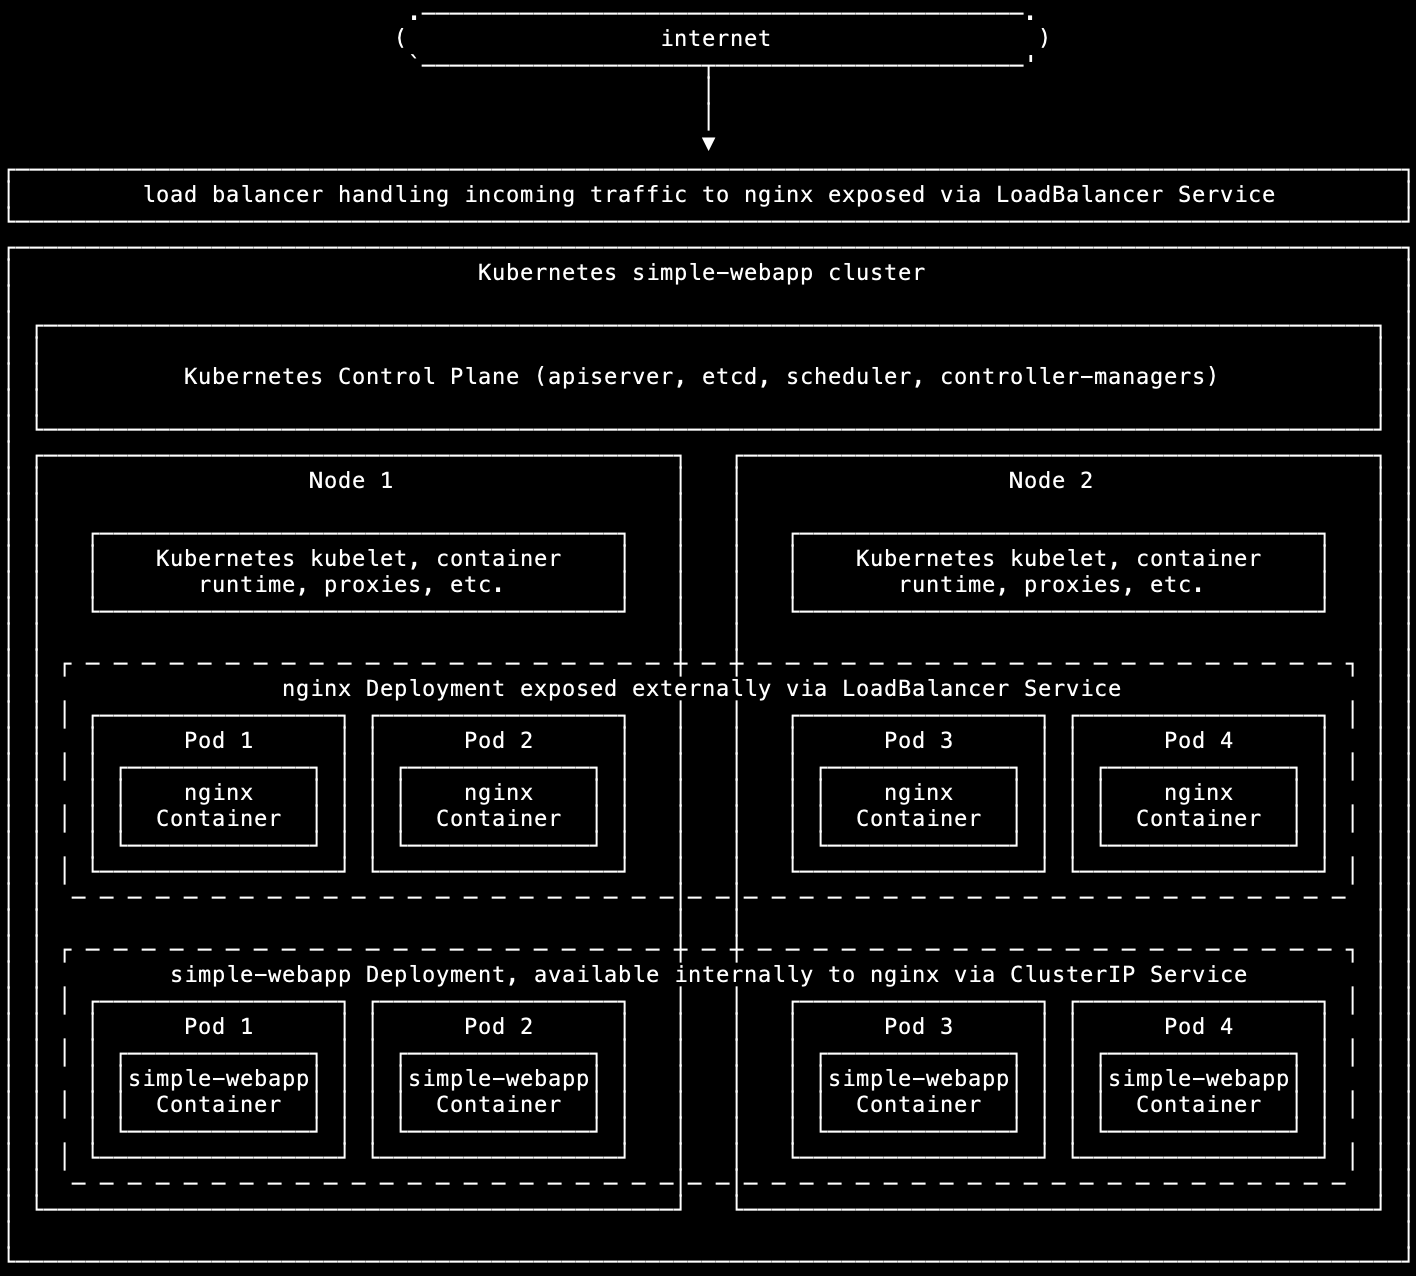 internet
load balancer handling incoming traffic to nginx exposed via LoadBalancer Service
Kubernetes simple-webapp cluster
Kubernetes Control Plane (apiserver, etcd, scheduler, controller-managers)
Node 1
Kubernetes kubelet, container
runtime, proxies, etc.
Node 2
Kubernetes kubelet, container
runtime, proxies, etc.
nginx Deployment exposed externally via LoadBalancer Service
Pod 1
nginx
Container
Pod 2
nginx
Container
Pod 3
nginx
Container
Pod 4
nginx
Container
simple-webapp Deployment, available internally to nginx via ClusterIP Service
Pod 1
simple-webapp
Container
Pod 2
simple-webapp
Container
Pod 3
simple-webapp
Container
Pod 4
simple-webapp
Container